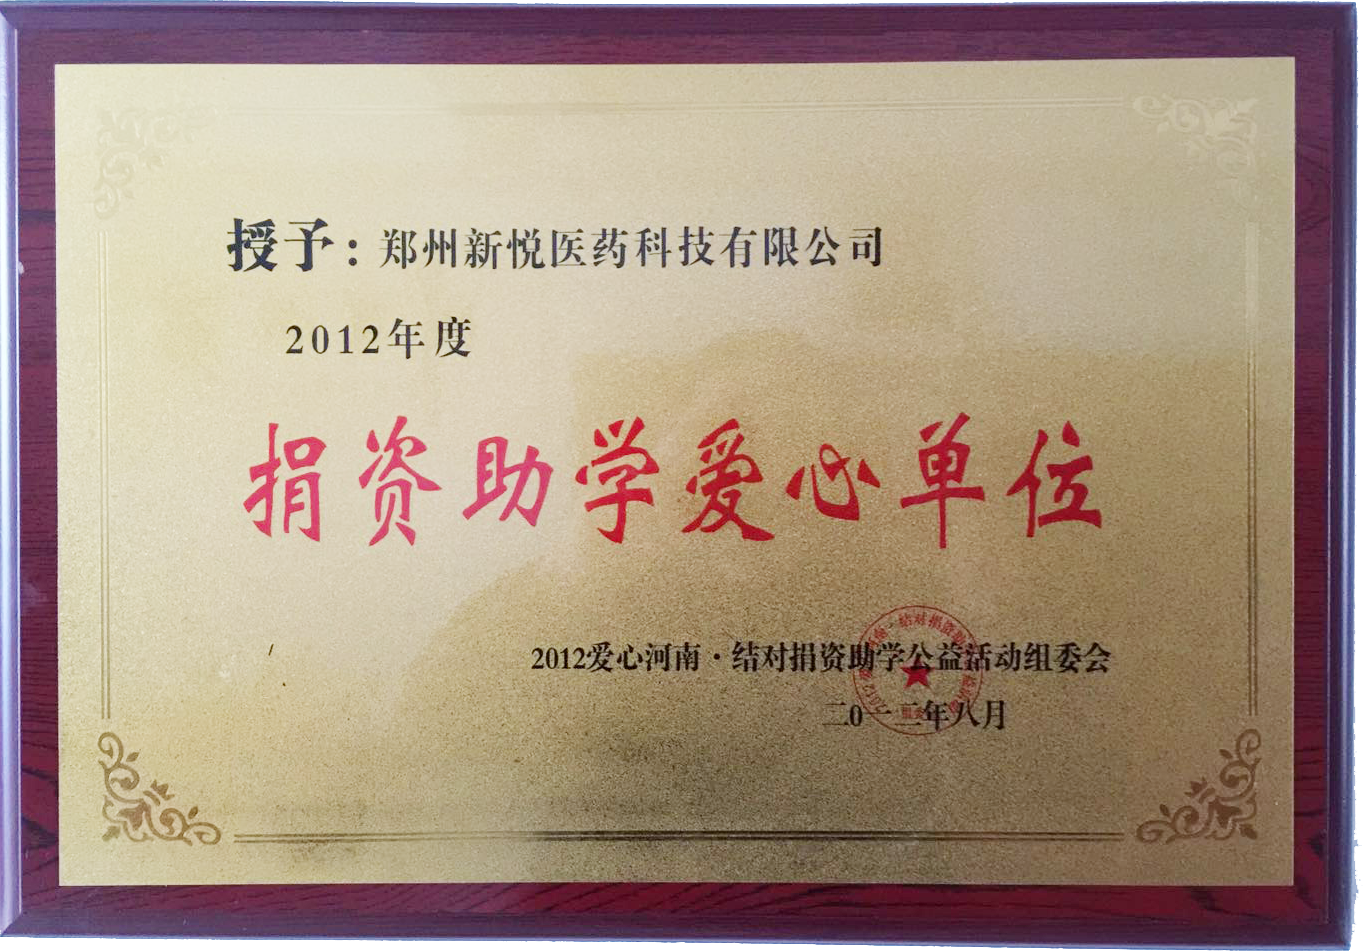 授予：郑州新悦医药科技有限公司
2012年度
捐资助学爱心单位
2012爱心河南·结对捐资助学公益活动组委会
二0一二年八月